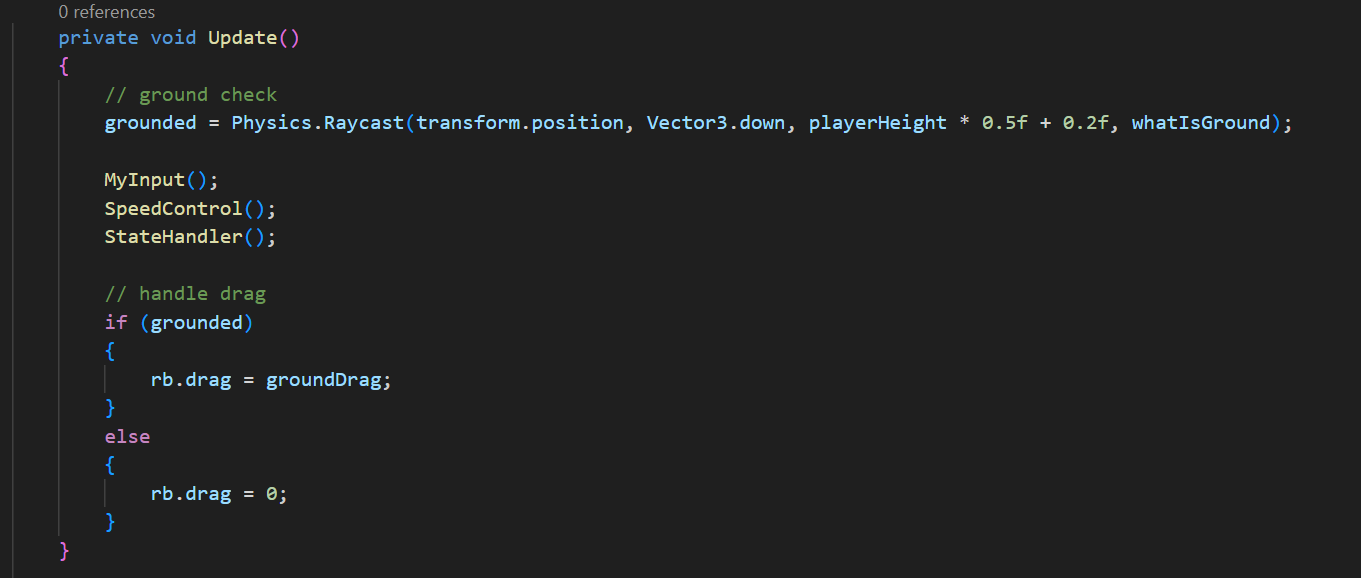 0 references
private void Update()
{
    // ground check
    grounded = Physics.Raycast(transform.position, Vector3.down, playerHeight * 0.5f + 0.2f, whatIsGround);

    MyInput();
    SpeedControl();
    StateHandler();

    // handle drag
    if (grounded)
    {
        rb.drag = groundDrag;
    }
    else
    {
        rb.drag = 0;
    }
}